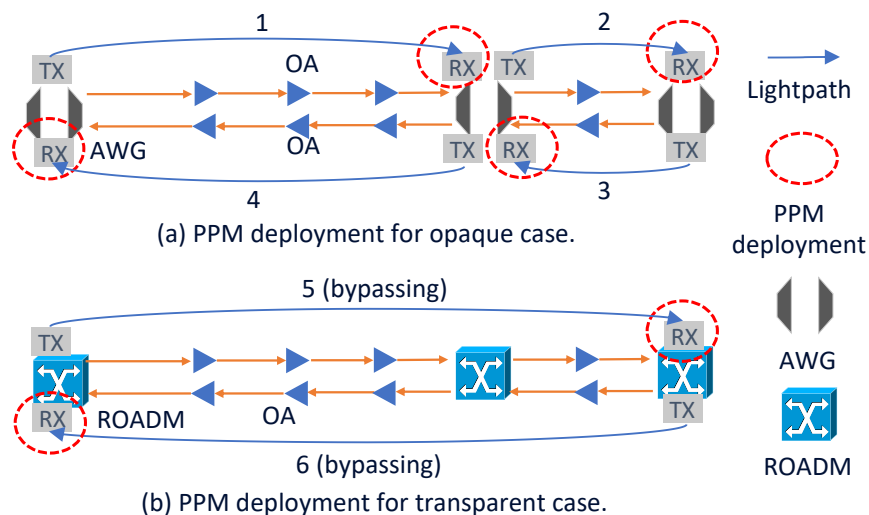 1
2
TX
OA
RX
TX
RX
Lightpath
RX
AWG
OA
TX
RX
TX
4
3
(a) PPM deployment for opaque case.
PPM
deployment
5 (bypassing)
TX
RX
AWG
RX
ROADM
OA
TX
6 (bypassing)
ROADM
(b) PPM deployment for transparent case.